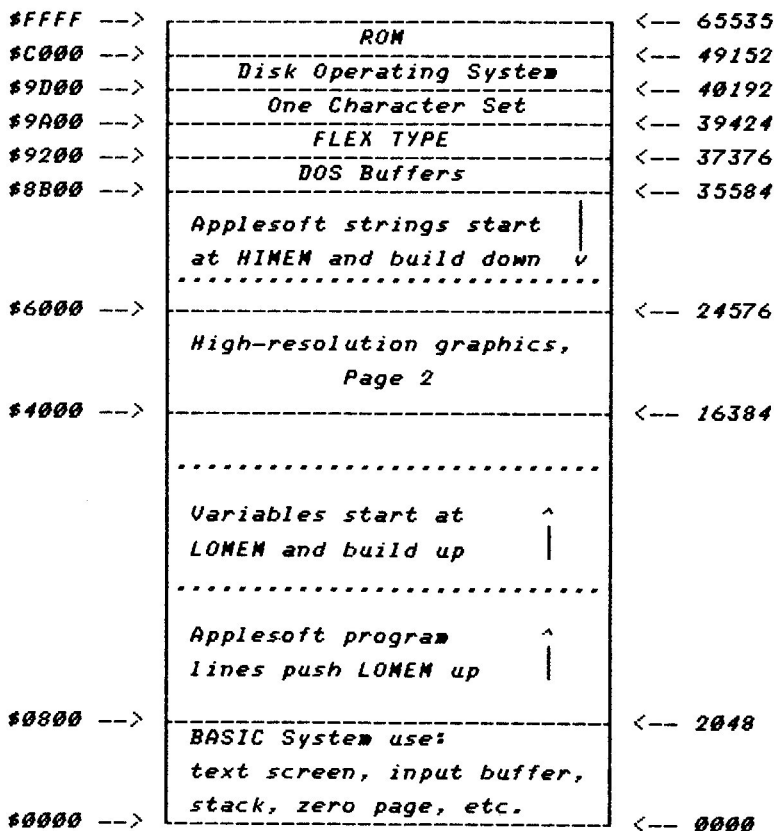 $FFFF --> <-- 65535
ROM
$C000 --> <-- 49152
Disk Operating System
$9D00 --> <-- 40192
One Character Set
$9A00 --> <-- 39424
FLEX TYPE
$9200 --> <-- 37376
DOS Buffers
$8B00 --> <-- 35584
Applesoft strings start
at HIMEM and build down v
$6000 --> <-- 24576
High-resolution graphics,
Page 2
$4000 --> <-- 16384
Variables start at ^
LOMEM and build up
Applesoft program ^
lines push LOMEM up
$0800 --> <-- 2048
BASIC System use:
text screen, input buffer,
stack, zero page, etc.
$0000 --> <-- 0000